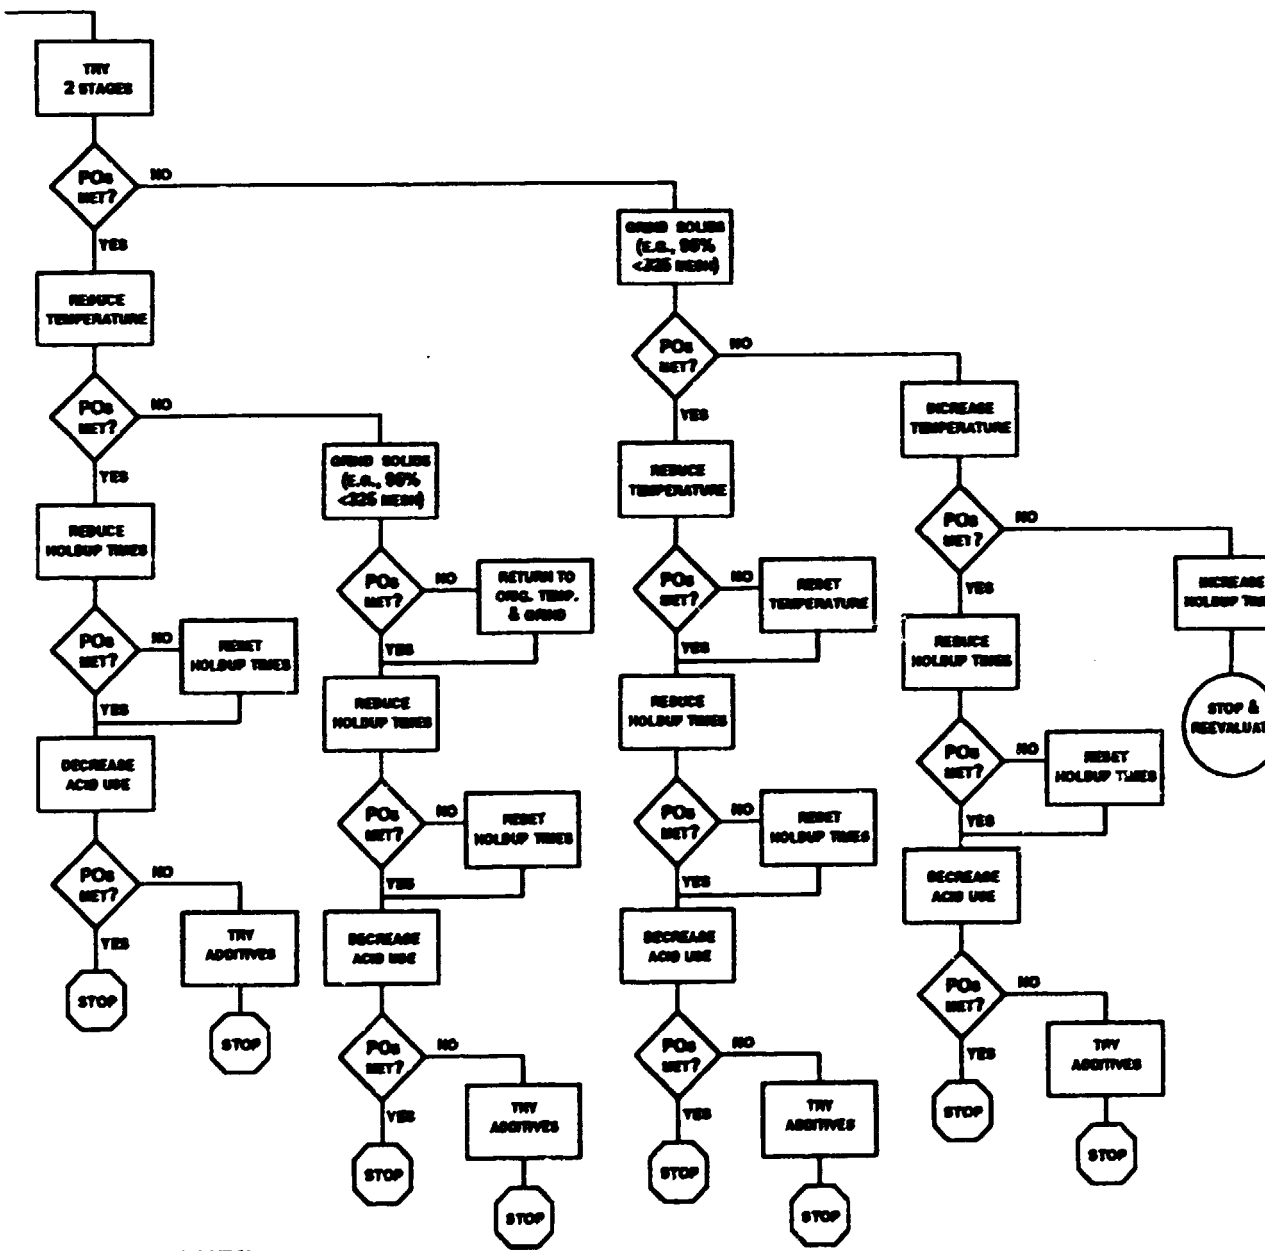 TRY
2 STAGES
POs
MET?
NO
YES
REDUCE
TEMPERATURE
POs
MET?
NO
YES
REDUCE
HOLDUP TIMES
POs
MET?
NO
RESET
HOLDUP TIMES
YES
DECREASE
ACID USE
POs
MET?
NO
YES
STOP
TRY
ADDITIVES
STOP
GRIND SOLIDS
(E.G., 95%
<325 MESH)
POs
MET?
NO
RETURN TO
ORIG. TEMP.
& GRIND
YES
REDUCE
HOLDUP TIMES
POs
MET?
NO
RESET
HOLDUP TIMES
YES
DECREASE
ACID USE
POs
MET?
NO
YES
STOP
TRY
ADDITIVES
STOP
GRIND SOLIDS
(E.G., 95%
<325 MESH)
POs
MET?
NO
YES
REDUCE
TEMPERATURE
POs
MET?
NO
RESET
TEMPERATURE
YES
REDUCE
HOLDUP TIMES
POs
MET?
NO
RESET
HOLDUP TIMES
YES
DECREASE
ACID USE
POs
MET?
NO
YES
STOP
TRY
ADDITIVES
STOP
INCREASE
TEMPERATURE
POs
MET?
NO
YES
REDUCE
HOLDUP TIMES
POs
MET?
NO
RESET
HOLDUP TIMES
YES
DECREASE
ACID USE
POs
MET?
NO
YES
STOP
TRY
ADDITIVES
STOP
INCREASE
HOLDUP
STOP &